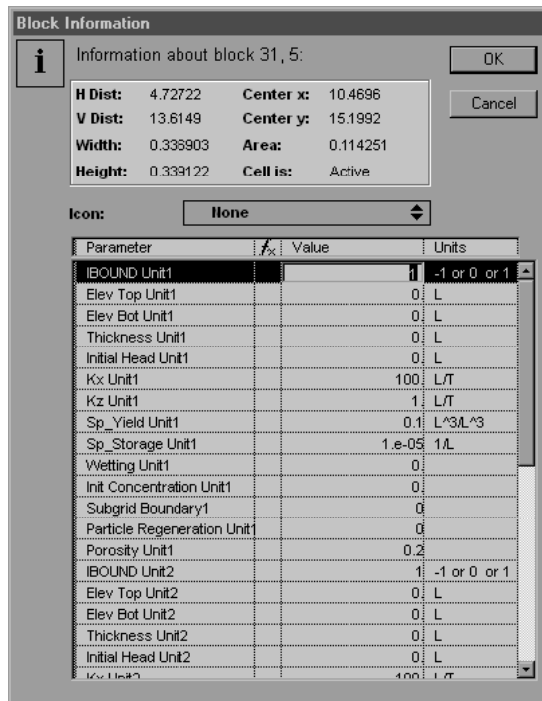 Block Information
i
Information about block 31, 5:
OK
Cancel
H Dist: 4.72722 Center x: 10.4696
V Dist: 13.6149 Center y: 15.1992
Width: 0.336903 Area: 0.114251
Height: 0.339122 Cell is: Active
Icon: None
Parameter fx Value Units
IBOUND Unit1 1 -1 or 0 or 1
Elev Top Unit1 0. L
Elev Bot Unit1 0. L
Thickness Unit1 0. L
Initial Head Unit1 0. L
Kx Unit1 100. L/T
Kz Unit1 1. L/T
Sp_Yield Unit1 0.1 L^3/L^3
Sp_Storage Unit1 1.e-05 1/L
Wetting Unit1 0.
Init Concentration Unit1 0.
Subgrid Boundary1 0
Particle Regeneration Unit1 0
Porosity Unit1 0.2
IBOUND Unit2 1 -1 or 0 or 1
Elev Top Unit2 0. L
Elev Bot Unit2 0. L
Thickness Unit2 0. L
Initial Head Unit2 0. L
Kx Unit2 100. L/T